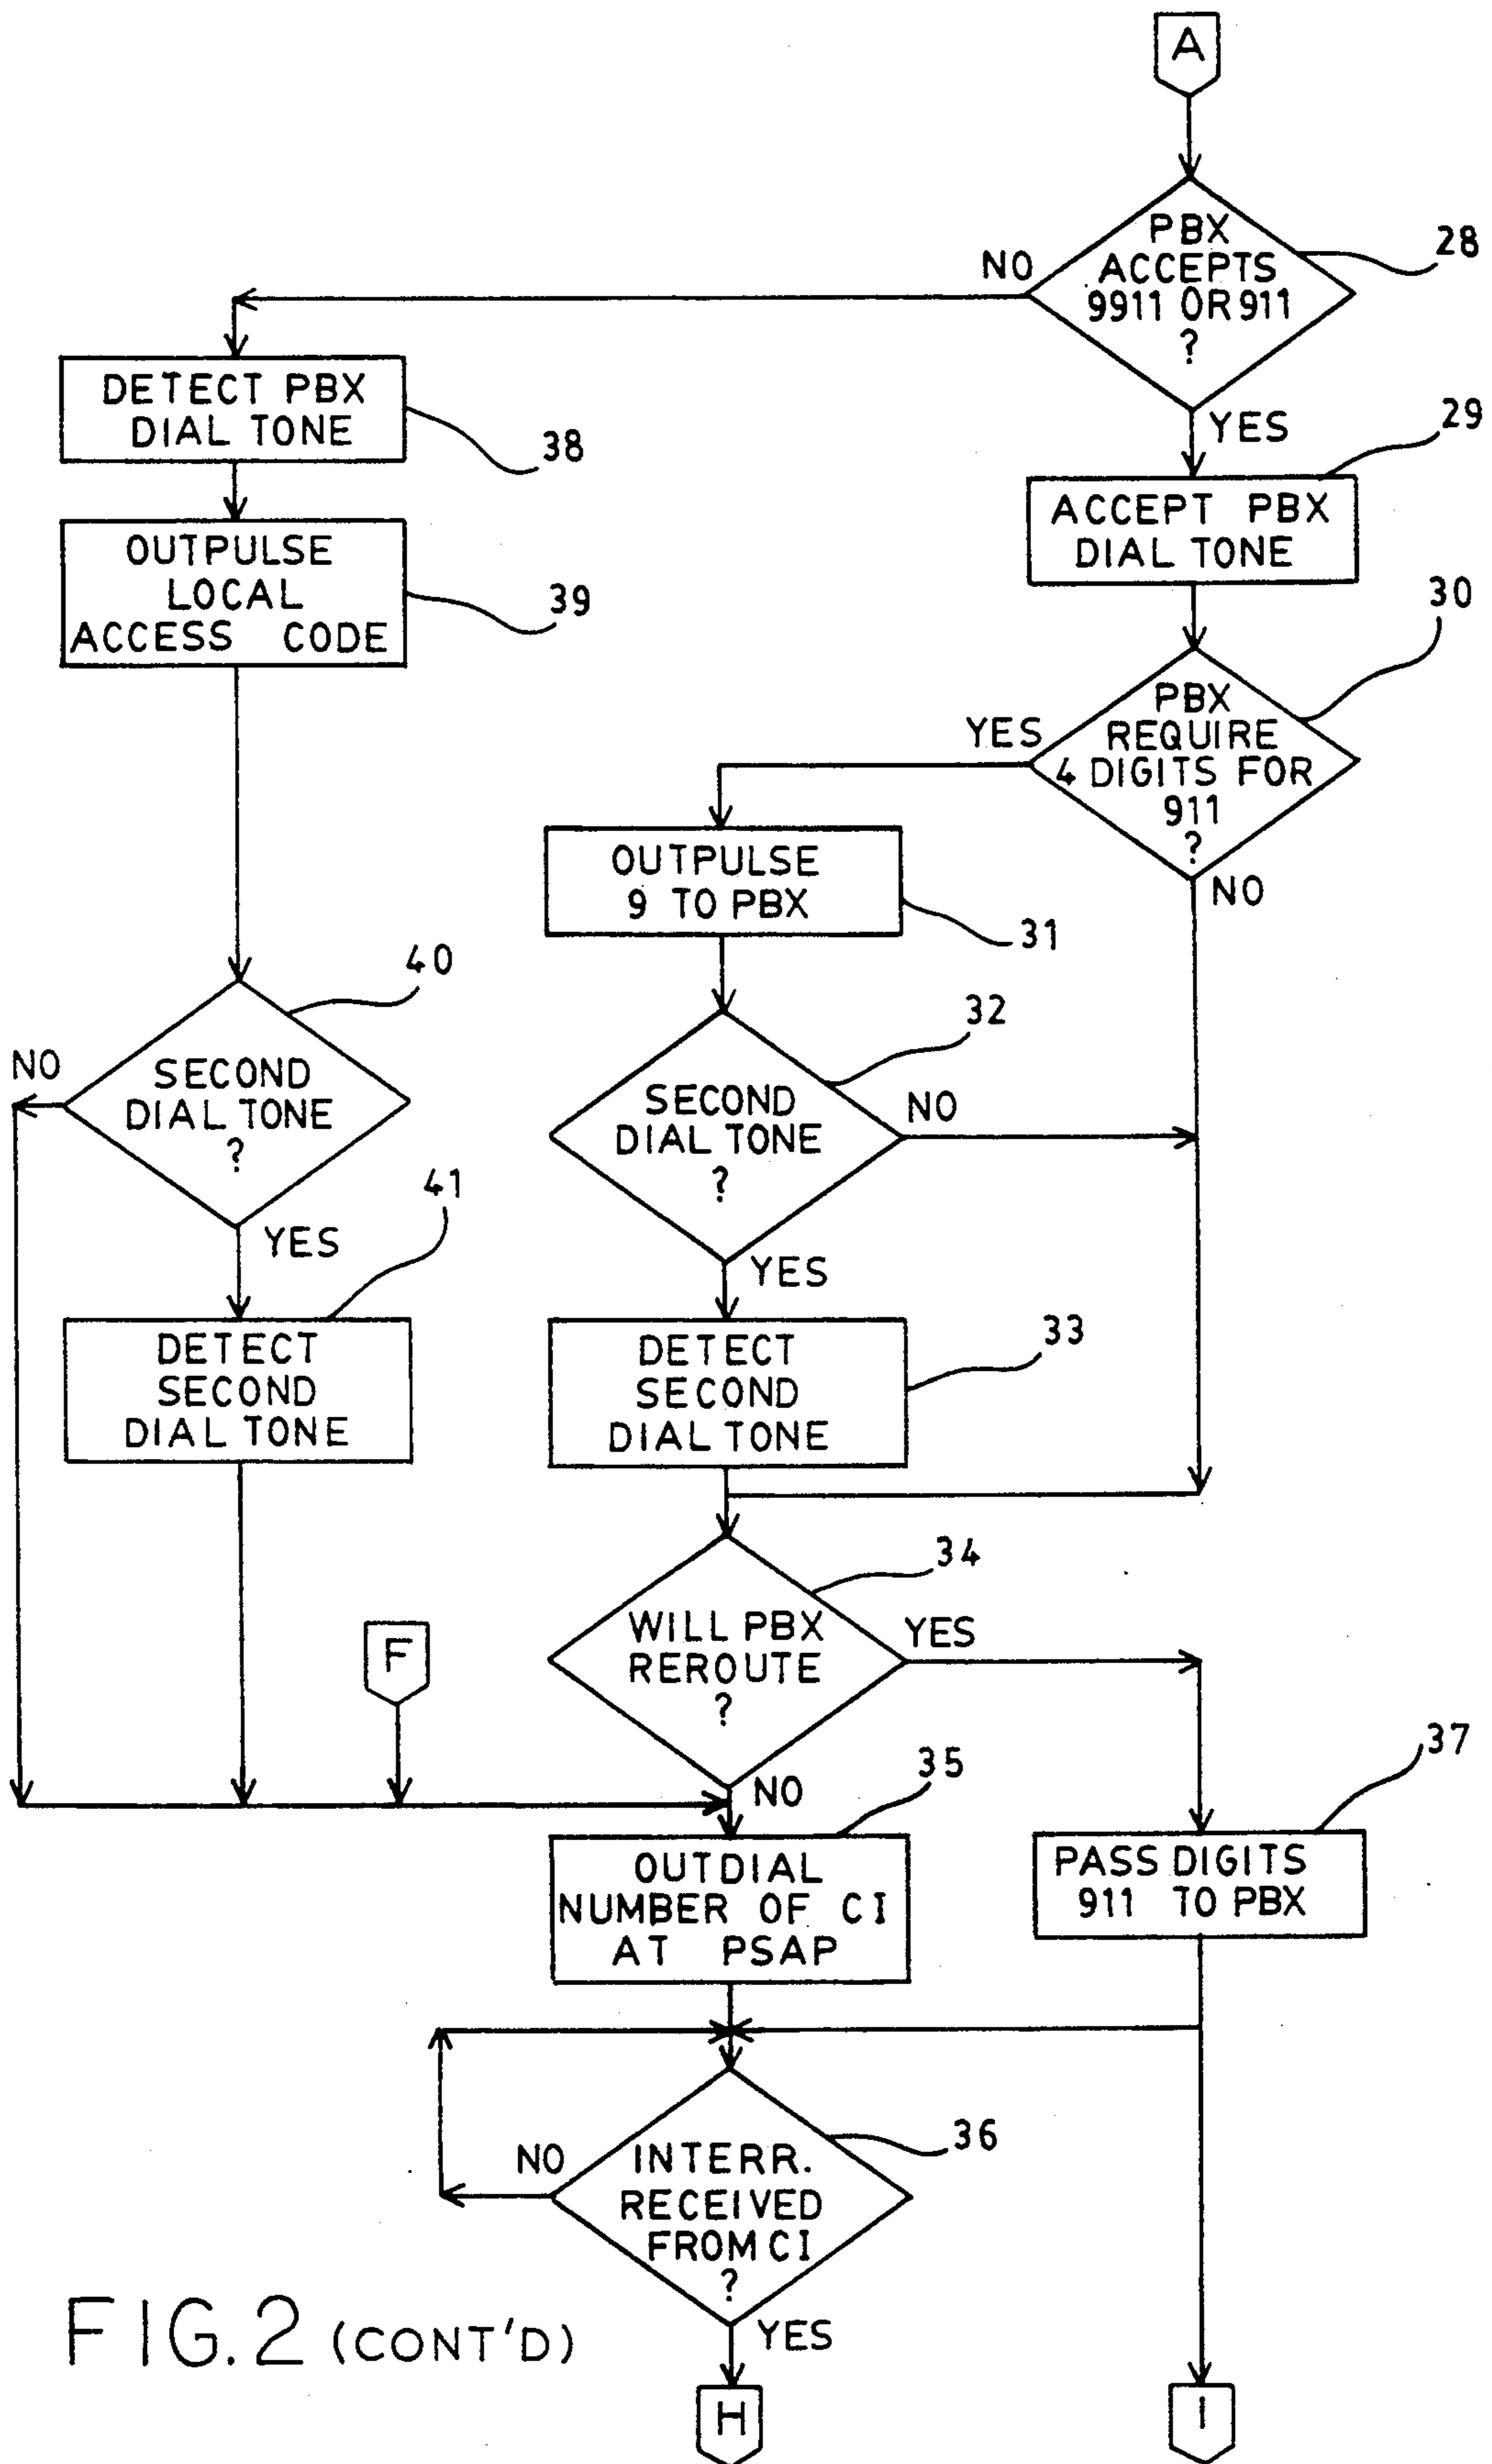 A
PBX
ACCEPTS
9911 OR 911
?
28
NO
YES
DETECT PBX
DIAL TONE
38
29
ACCEPT PBX
DIAL TONE
OUTPULSE
LOCAL
ACCESS CODE
39
30
PBX
REQUIRE
4 DIGITS FOR
911
?
YES
NO
OUTPULSE
9 TO PBX
31
40
SECOND
DIAL TONE
?
NO
YES
32
SECOND
DIAL TONE
?
NO
YES
41
DETECT
SECOND
DIAL TONE
33
DETECT
SECOND
DIAL TONE
34
WILL PBX
REROUTE
?
YES
NO
F
35
OUTDIAL
NUMBER OF CI
AT PSAP
37
PASS DIGITS
911 TO PBX
36
INTERR.
RECEIVED
FROM CI
?
NO
YES
H
I
FIG. 2 (CONT'D)